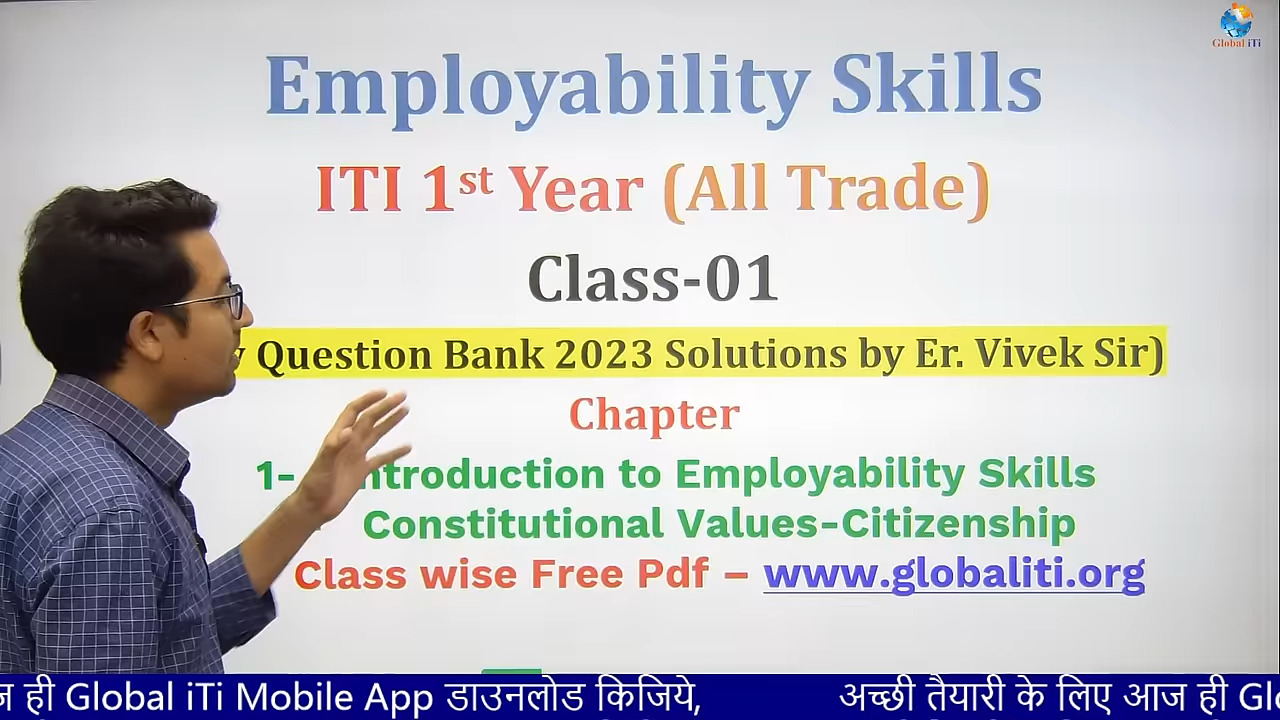 Global iTi
Employability Skills
ITI 1st Year (All Trade)
Class-01
Question Bank 2023 Solutions by Er. Vivek Sir)
Chapter
1- Introduction to Employability Skills
Constitutional Values-Citizenship
Class wise Free Pdf – www.globaliti.org
ही Global iTi Mobile App डाउनलोड किजिये, अच्छी तैयारी के लिए आज ही